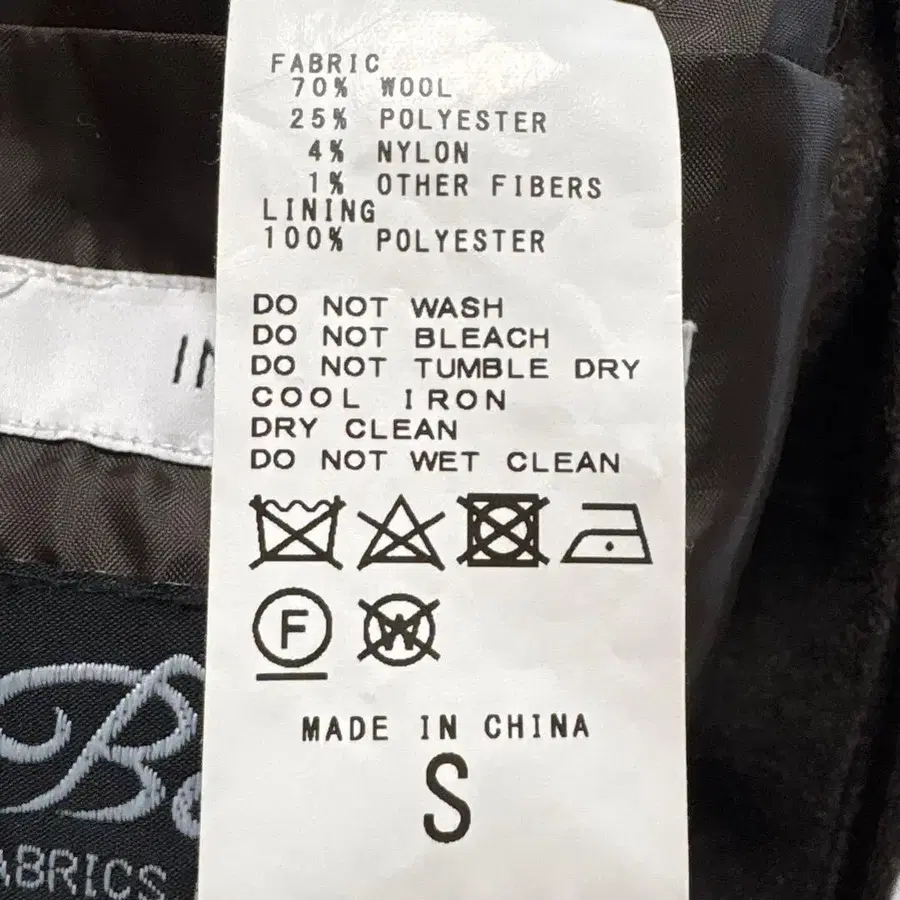 FABRIC
70% WOOL
25% POLYESTER
4% NYLON
1% OTHER FIBERS
LINING
100% POLYESTER
DO NOT WASH
DO NOT BLEACH
DO NOT TUMBLE DRY
COOL IRON
DRY CLEAN
DO NOT WET CLEAN
F W
MADE IN CHINA
S